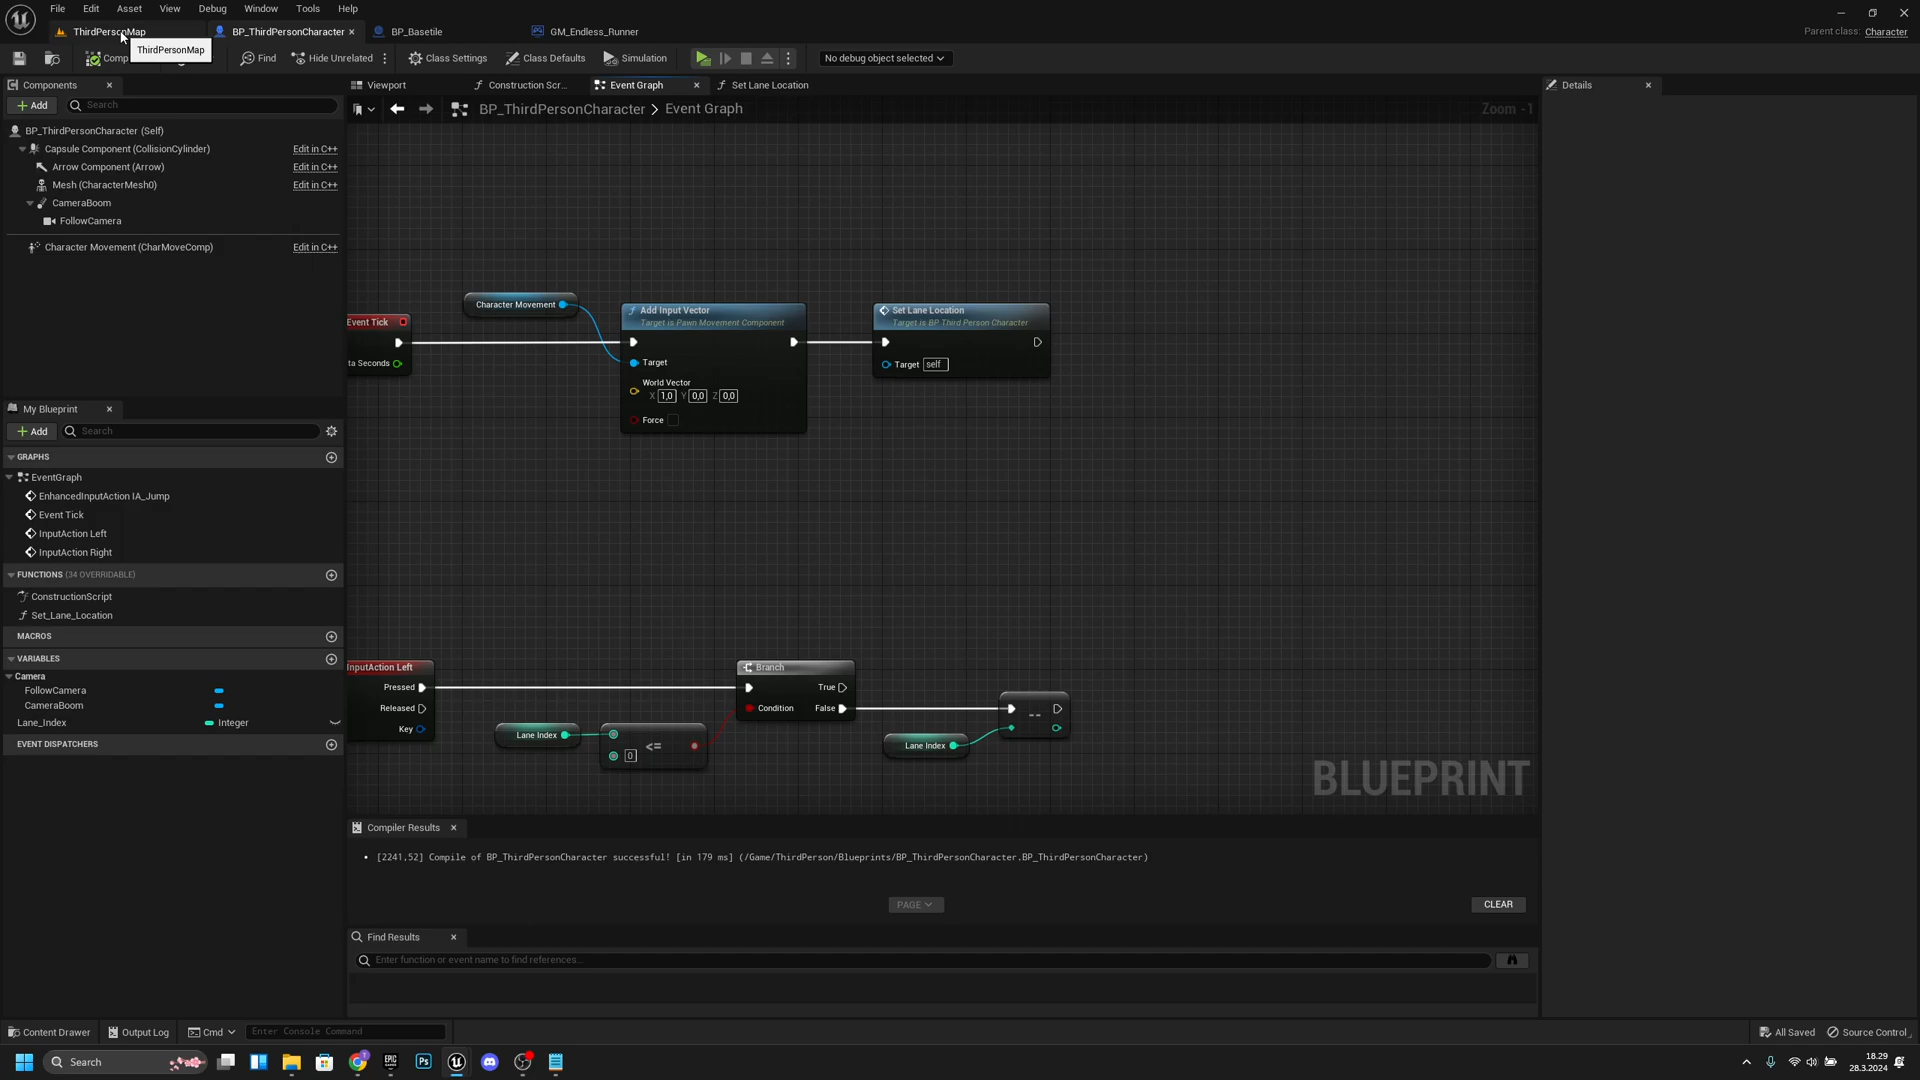 File Edit Asset View Debug Window Tools Help
ThirdPersonMap BP_ThirdPersonCharacter BP_Basetile GM_Endless_Runner
Parent class: Character
ThirdPersonMap
Comp Find Hide Unrelated Class Settings Class Defaults Simulation No debug object selected
Components
Viewport Construction Scr... Event Graph Set Lane Location
Details
Add Search
BP_ThirdPersonCharacter > Event Graph
Zoom -1
BP_ThirdPersonCharacter (Self)
Capsule Component (CollisionCylinder) Edit in C++
Arrow Component (Arrow) Edit in C++
Mesh (CharacterMesh0) Edit in C++
CameraBoom
FollowCamera
Character Movement (CharMoveComp) Edit in C++
My Blueprint
Add Search
GRAPHS
EventGraph
EnhancedInputAction IA_Jump
Event Tick
InputAction Left
InputAction Right
FUNCTIONS (34 OVERRIDABLE)
ConstructionScript
Set_Lane_Location
MACROS
VARIABLES
Camera
FollowCamera
CameraBoom
Lane_Index Integer
EVENT DISPATCHERS
Event Tick
ta Seconds
Character Movement
Add Input Vector
Target is Pawn Movement Component
Target
World Vector
X 1,0 Y 0,0 Z 0,0
Force
Set Lane Location
Target is BP Third Person Character
Target self
InputAction Left
Pressed
Released
Key
Lane Index
<=
0
Branch
True
Condition False
Lane Index
--
BLUEPRINT
Compiler Results
• [2241,52] Compile of BP_ThirdPersonCharacter successful! [in 179 ms] (/Game/ThirdPerson/Blueprints/BP_ThirdPersonCharacter.BP_ThirdPersonCharacter)
PAGE
CLEAR
Find Results
Enter function or event name to find references...
Content Drawer Output Log Cmd Enter Console Command
All Saved Source Control
Search
EPIC
Ps
18.29
28.3.2024